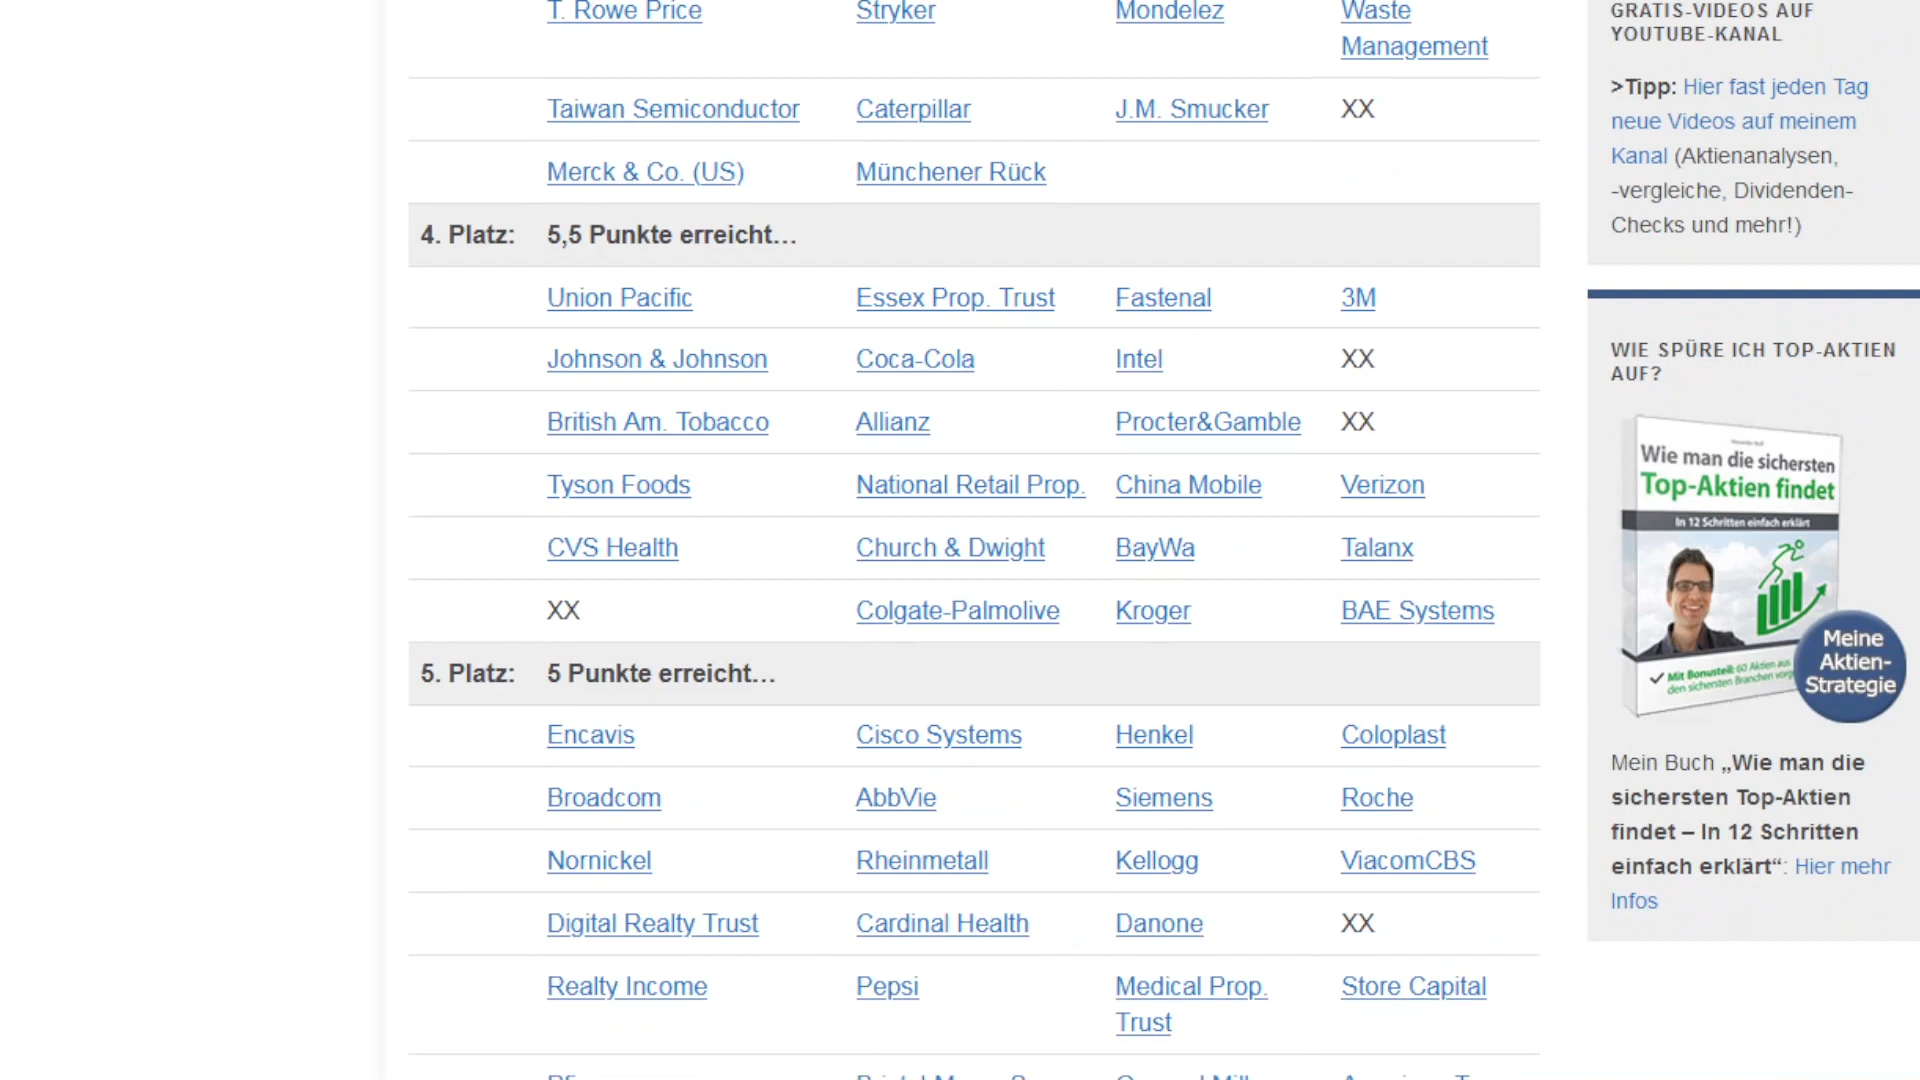 T. Rowe Price Stryker Mondelez Waste Management
Taiwan Semiconductor Caterpillar J.M. Smucker XX
Merck & Co. (US) Münchener Rück
4. Platz: 5,5 Punkte erreicht…
Union Pacific Essex Prop. Trust Fastenal 3M
Johnson & Johnson Coca-Cola Intel XX
British Am. Tobacco Allianz Procter&Gamble XX
Tyson Foods National Retail Prop. China Mobile Verizon
CVS Health Church & Dwight BayWa Talanx
XX Colgate-Palmolive Kroger BAE Systems
5. Platz: 5 Punkte erreicht…
Encavis Cisco Systems Henkel Coloplast
Broadcom AbbVie Siemens Roche
Nornickel Rheinmetall Kellogg ViacomCBS
Digital Realty Trust Cardinal Health Danone XX
Realty Income Pepsi Medical Prop. Trust Store Capital
GRATIS-VIDEOS AUF
YOUTUBE-KANAL
>Tipp: Hier fast jeden Tag
neue Videos auf meinem
Kanal (Aktienanalysen,
-vergleiche, Dividenden-
Checks und mehr!)
WIE SPÜRE ICH TOP-AKTIEN
AUF?
Wie man die sichersten
Top-Aktien findet
In 12 Schritten einfach erklärt
Meine
Aktien-
Strategie
✓ Mit Bonusteil: 60 Aktien aus
den sichersten Branchen
Mein Buch „Wie man die
sichersten Top-Aktien
findet – In 12 Schritten
einfach erklärt“: Hier mehr
Infos